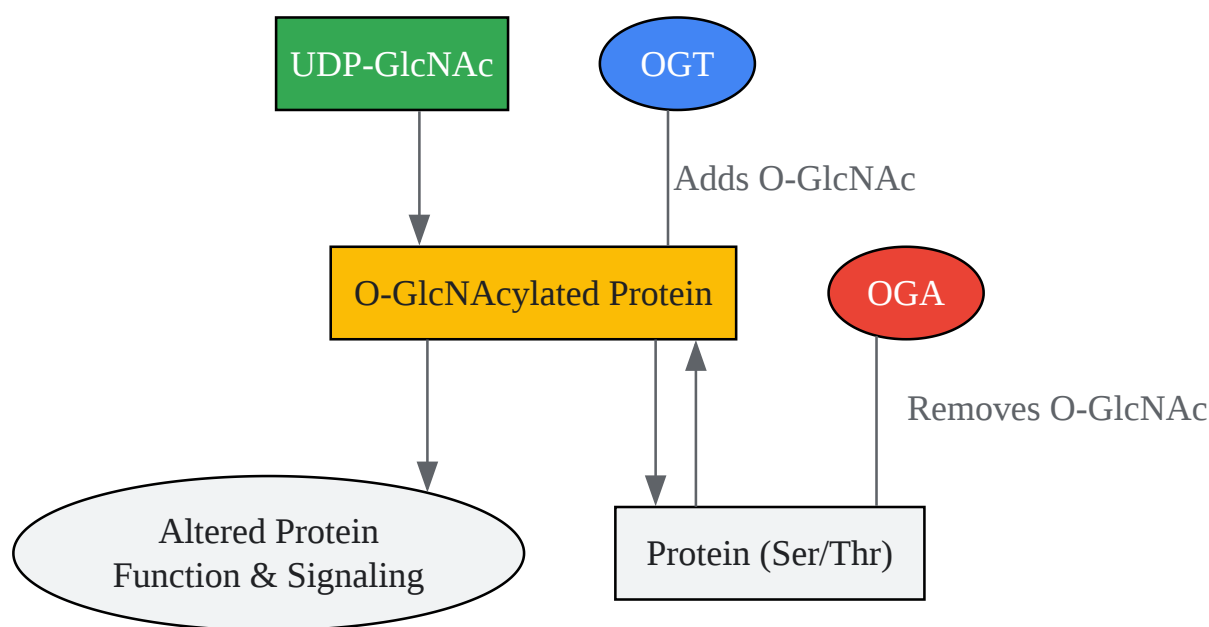 UDP-GlcNAc
OGT
Adds O-GlcNAc
O-GlcNAcylated Protein
OGA
Removes O-GlcNAc
Altered Protein
Function & Signaling
Protein (Ser/Thr)